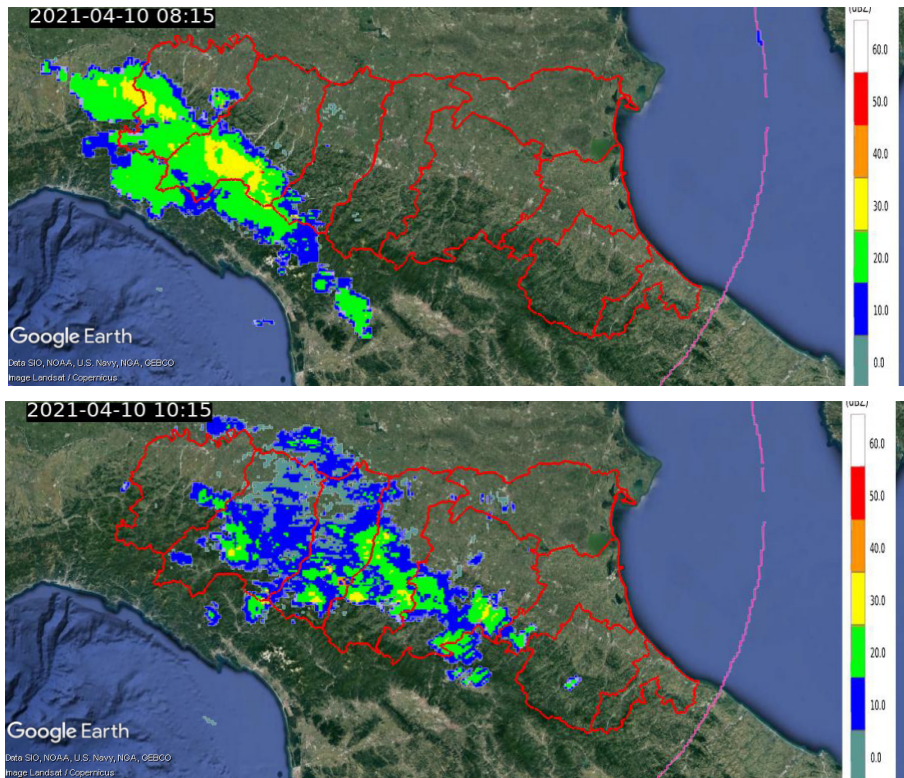 2021-04-10 08:15
(dBZ)
60.0
50.0
40.0
30.0
20.0
10.0
0.0
Google Earth
Data SIO, NOAA, U.S. Navy, NGA, GEBCO
Image Landsat / Copernicus
2021-04-10 10:15
(dBZ)
60.0
50.0
40.0
30.0
20.0
10.0
0.0
Google Earth
Data SIO, NOAA, U.S. Navy, NGA, GEBCO
Image Landsat / Copernicus